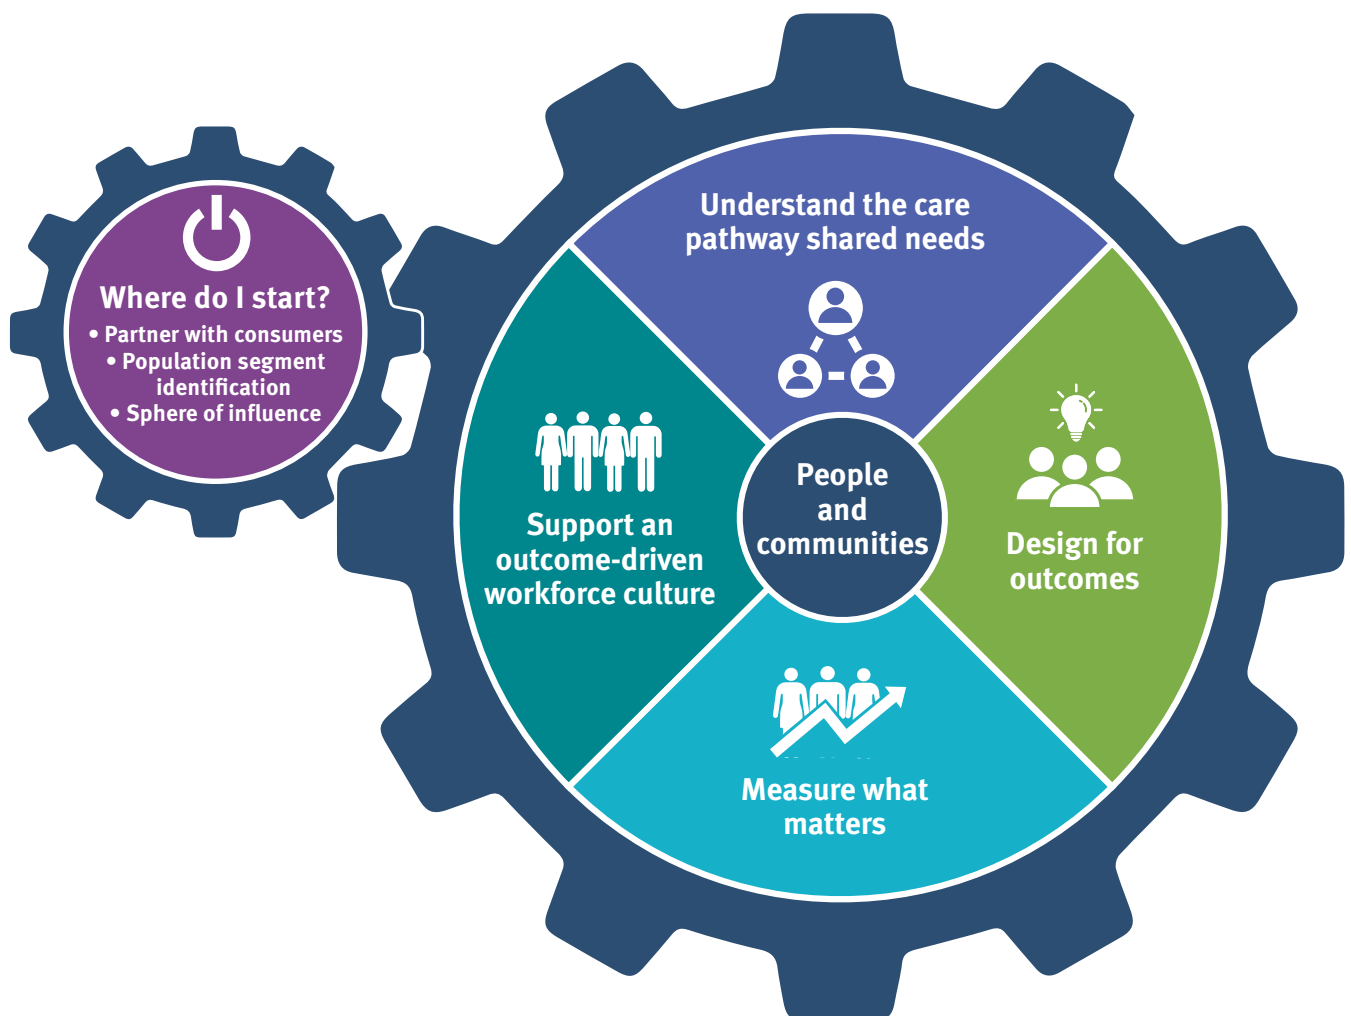 Where do I start?
• Partner with consumers
• Population segment
identification
• Sphere of influence
Understand the care
pathway shared needs
Design for
outcomes
Measure what
matters
Support an
outcome-driven
workforce culture
People
and
communities